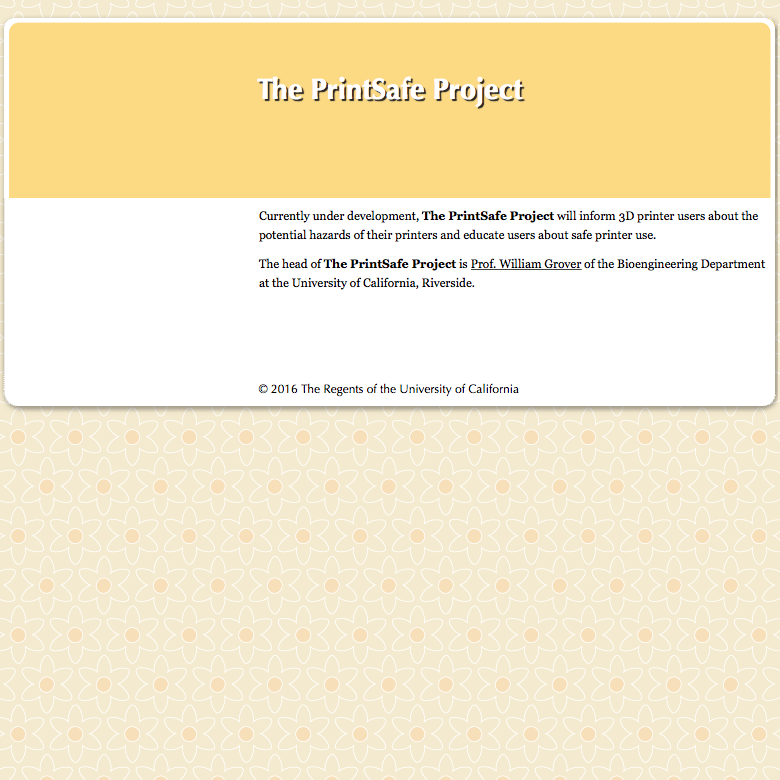 The PrintSafe Project
Currently under development, The PrintSafe Project will inform 3D printer users about the
potential hazards of their printers and educate users about safe printer use.
The head of The PrintSafe Project is Prof. William Grover of the Bioengineering Department
at the University of California, Riverside.
© 2016 The Regents of the University of California